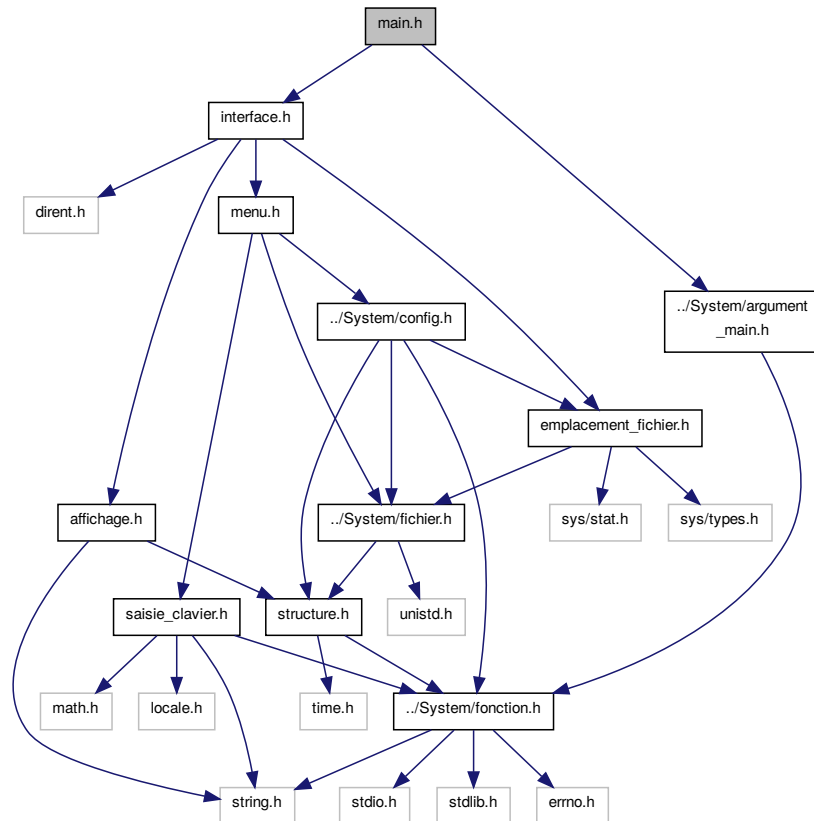 main.h
interface.h
dirent.h
menu.h
../System/config.h
../System/argument
_main.h
emplacement_fichier.h
affichage.h
../System/fichier.h
sys/stat.h
sys/types.h
saisie_clavier.h
structure.h
unistd.h
math.h
locale.h
time.h
../System/fonction.h
string.h
stdio.h
stdlib.h
errno.h